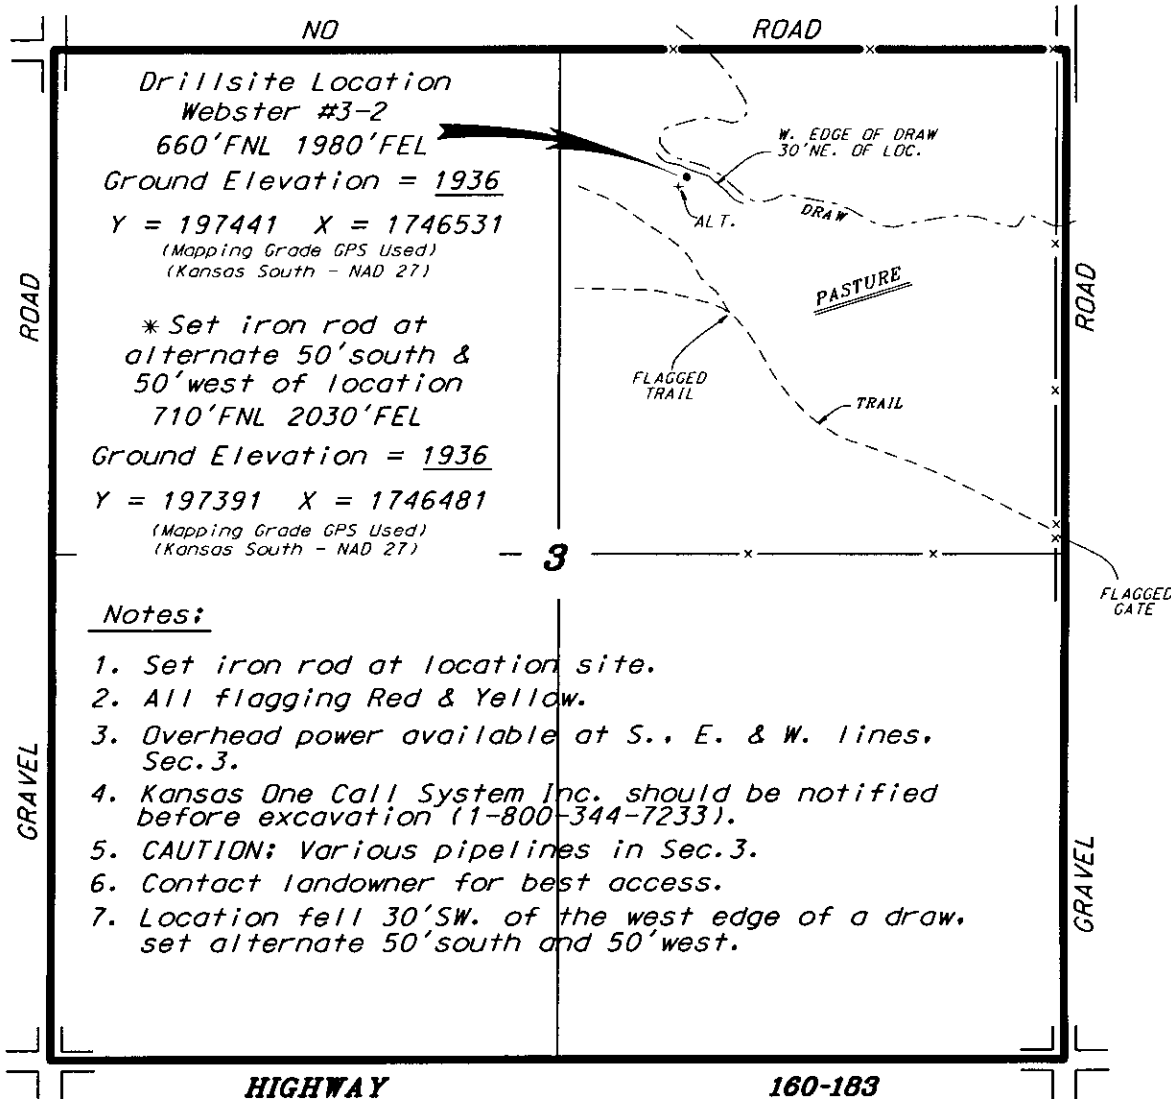 NO ROAD
Drillsite Location
Webster #3-2
660'FNL 1980'FEL
Ground Elevation = 1936
Y = 197441 X = 1746531
(Mapping Grade GPS Used)
(Kansas South - NAD 27)
* Set iron rod at
alternate 50'south &
50'west of location
710'FNL 2030'FEL
Ground Elevation = 1936
Y = 197391 X = 1746481
(Mapping Grade GPS Used)
(Kansas South - NAD 27)
W. EDGE OF DRAW
30'NE. OF LOC.
ALT.
DRAW
PASTURE
FLAGGED
TRAIL
TRAIL
FLAGGED
GATE
ROAD
ROAD
3
Notes:
1. Set iron rod at location site.
2. All flagging Red & Yellow.
3. Overhead power available at S., E. & W. lines,
Sec.3.
4. Kansas One Call System Inc. should be notified
before excavation (1-800-344-7233).
5. CAUTION: Various pipelines in Sec.3.
6. Contact landowner for best access.
7. Location fell 30'SW. of the west edge of a draw,
set alternate 50'south and 50'west.
GRAVEL
GRAVEL
HIGHWAY 160-183